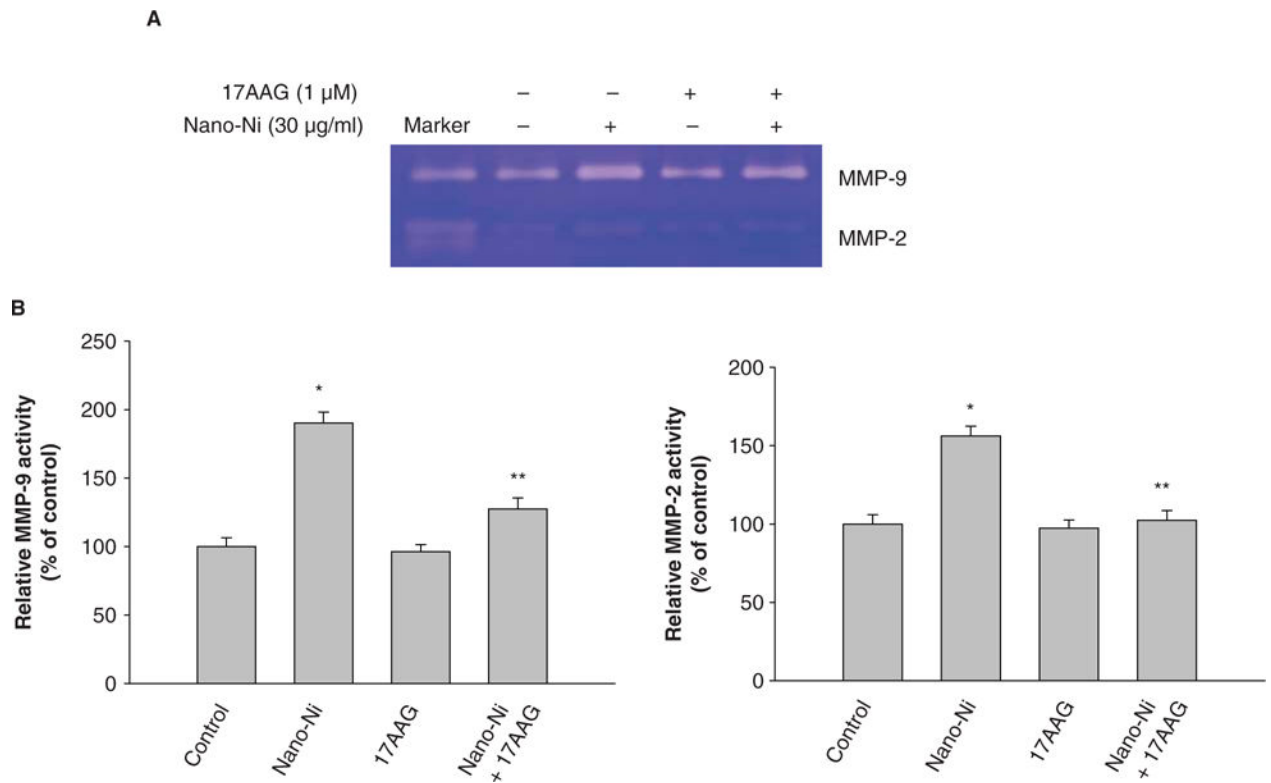 A
17AAG (1 µM) – – + +
Nano-Ni (30 µg/ml) Marker – + – +
MMP-9
MMP-2
B
250
200
150
100
50
0
Relative MMP-9 activity
(% of control)
*
**
Control
Nano-Ni
17AAG
Nano-Ni
+ 17AAG
200
150
100
50
0
Relative MMP-2 activity
(% of control)
*
**
Control
Nano-Ni
17AAG
Nano-Ni
+ 17AAG